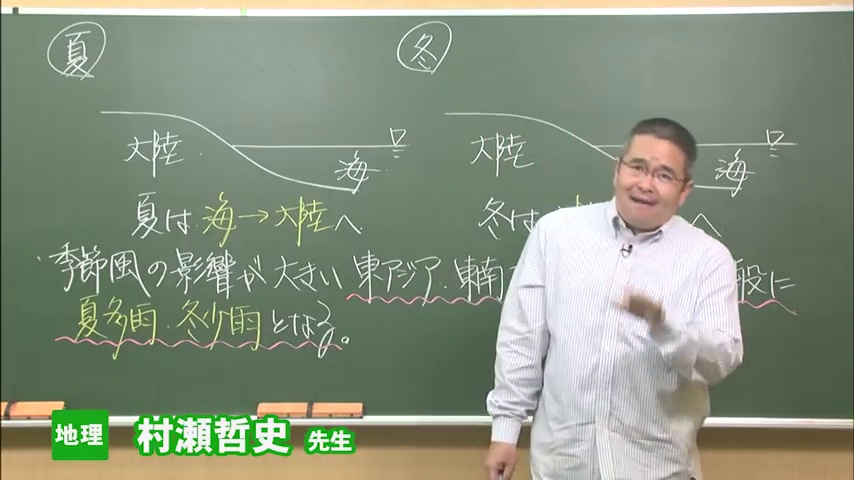 夏
冬
大陸
海
大陸
海
夏は 海→大陸へ
冬は へ
季節風の影響が大きい 東アジア・東南 般に
夏多雨・冬少雨となる。
地理 村瀬哲史 先生